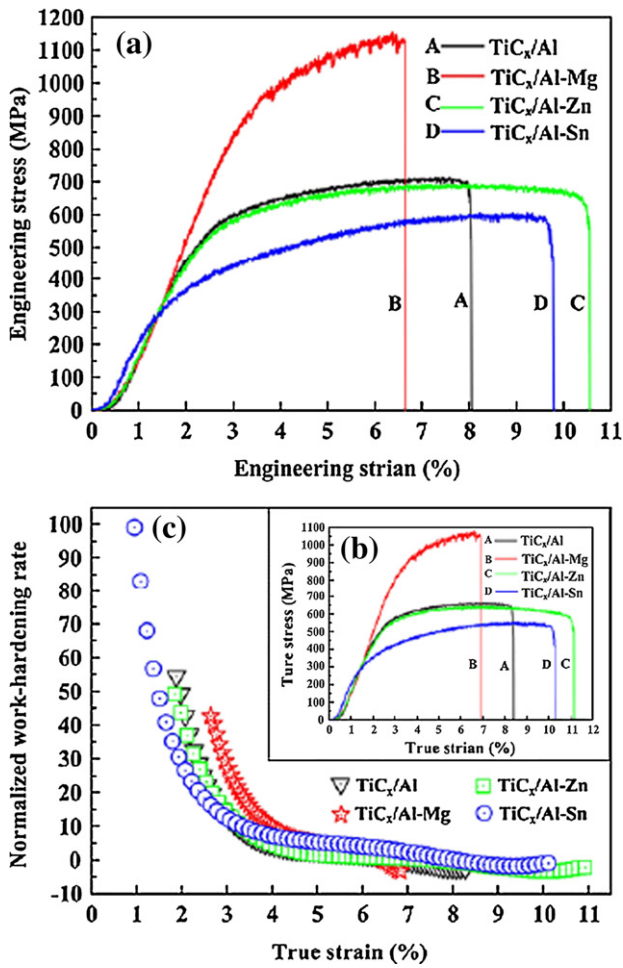 (a)
A TiCx/Al
B TiCx/Al-Mg
C TiCx/Al-Zn
D TiCx/Al-Sn
Engineering stress (MPa)
1100
1000
900
800
700
600
500
400
300
200
100
0
B A D C
0 1 2 3 4 5 6 7 8 9 10 11
Engineering strian (%)
(c)
Normalized work-hardening rate
100
90
80
70
60
50
40
30
20
10
0
-10
(b)
A TiCx/Al
B TiCx/Al-Mg
C TiCx/Al-Zn
D TiCx/Al-Sn
Ture stress (MPa)
1100
1000
900
800
700
600
500
400
300
200
100
0
B A D C
0 1 2 3 4 5 6 7 8 9 10 11 12
True strian (%)
TiCx/Al TiCx/Al-Zn
TiCx/Al-Mg TiCx/Al-Sn
0 1 2 3 4 5 6 7 8 9 10 11
True strain (%)